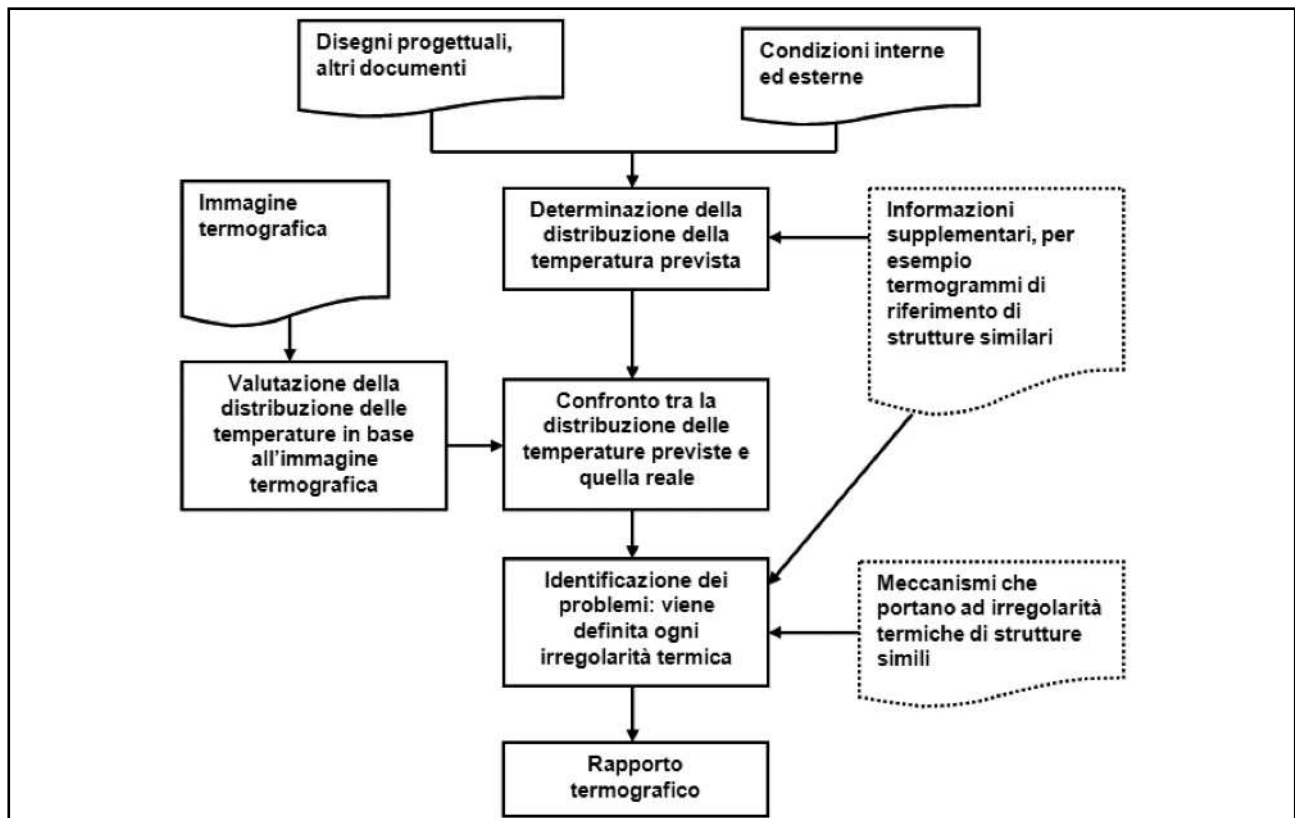 Disegni progettuali,
altri documenti
Condizioni interne
ed esterne
Immagine
termografica
Determinazione della
distribuzione della
temperatura prevista
Informazioni
supplementari, per
esempio
termogrammi di
riferimento di
strutture similari
Valutazione della
distribuzione delle
temperature in base
all'immagine
termografica
Confronto tra la
distribuzione delle
temperature previste e
quella reale
Identificazione dei
problemi: viene
definita ogni
irregolarità termica
Meccanismi che
portano ad irregolarità
termiche di strutture
simili
Rapporto
termografico